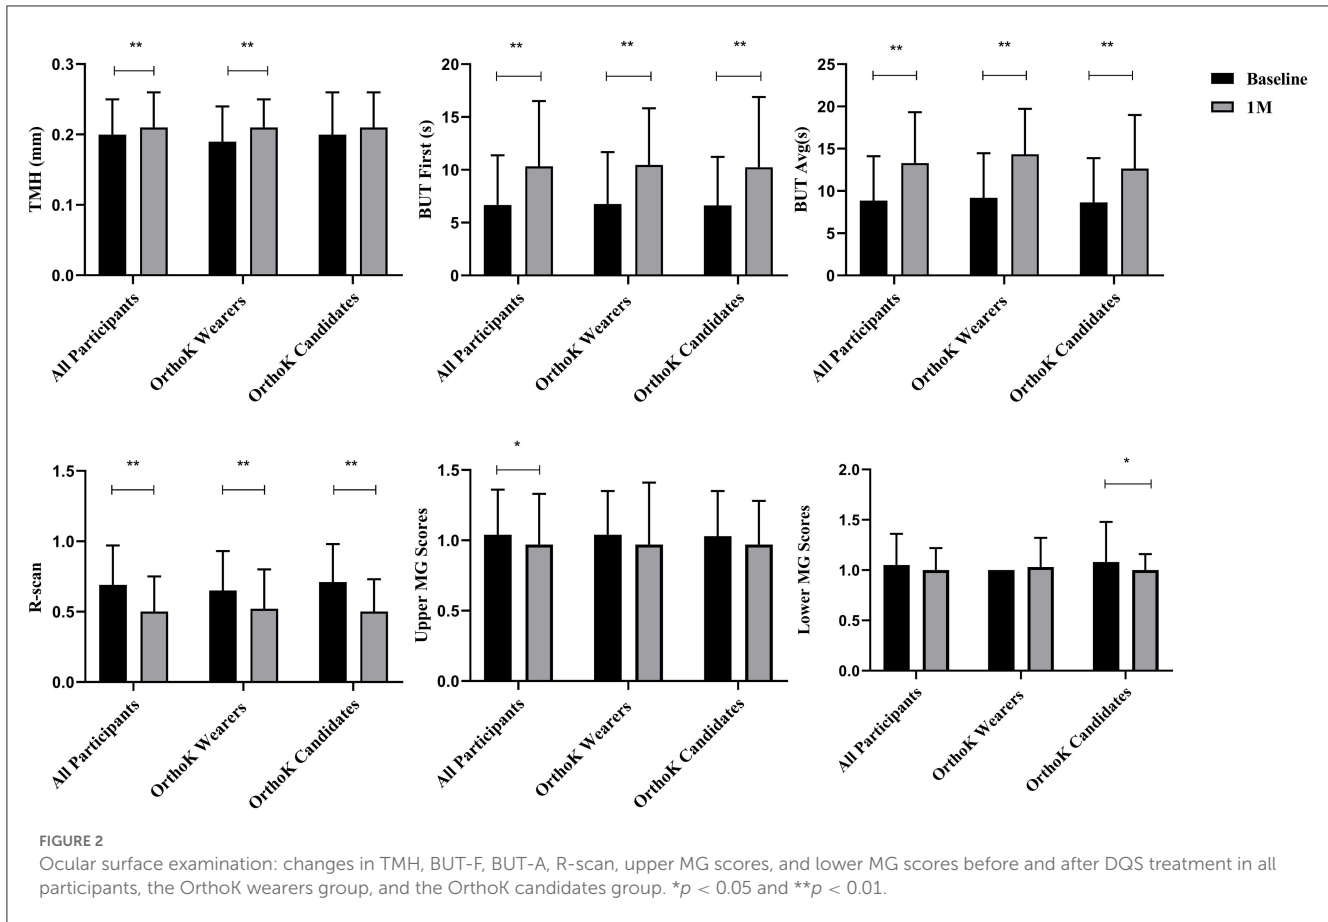 **
**
0.3
0.2
0.1
0.0
TMH (mm)
All Participants
OrthoK Wearers
OrthoK Candidates
**
**
**
20
15
10
5
0
BUT First (s)
All Participants
OrthoK Wearers
OrthoK Candidates
**
**
**
25
20
15
10
5
0
BUT Avg(s)
All Participants
OrthoK Wearers
OrthoK Candidates
Baseline
1M
**
**
**
1.5
1.0
0.5
0.0
R-scan
All Participants
OrthoK Wearers
OrthoK Candidates
*
1.5
1.0
0.5
0.0
Upper MG Scores
All Participants
OrthoK Wearers
OrthoK Candidates
*
2.0
1.5
1.0
0.5
0.0
Lower MG Scores
All Participants
OrthoK Wearers
OrthoK Candidates
FIGURE 2
Ocular surface examination: changes in TMH, BUT-F, BUT-A, R-scan, upper MG scores, and lower MG scores before and after DQS treatment in all
participants, the OrthoK wearers group, and the OrthoK candidates group. *p < 0.05 and **p < 0.01.